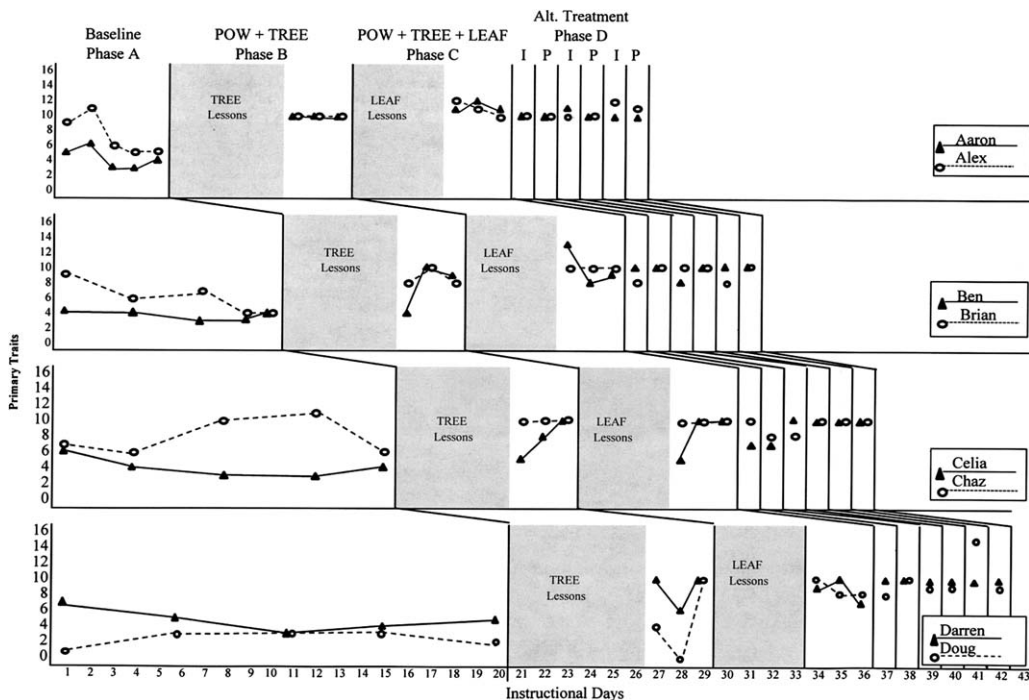 Alt. Treatment
Baseline POW + TREE POW + TREE + LEAF Phase D
Phase A Phase B Phase C I P I P I P
16
14
12
10
8
6
4
2
0
TREE
Lessons
LEAF
Lessons
Aaron
Alex
16
14
12
10
8
6
4
2
0
TREE
Lessons
LEAF
Lessons
Ben
Brian
Primary Traits
16
14
12
10
8
6
4
2
0
TREE
Lessons
LEAF
Lessons
Celia
Chaz
16
14
12
10
8
6
4
2
0
TREE
Lessons
LEAF
Lessons
Darren
Doug
1 2 3 4 5 6 7 8 9 10 11 12 13 14 15 16 17 18 19 20 21 22 23 24 25 26 27 28 29 30 31 32 33 34 35 36 37 38 39 40 41 42 43
Instructional Days